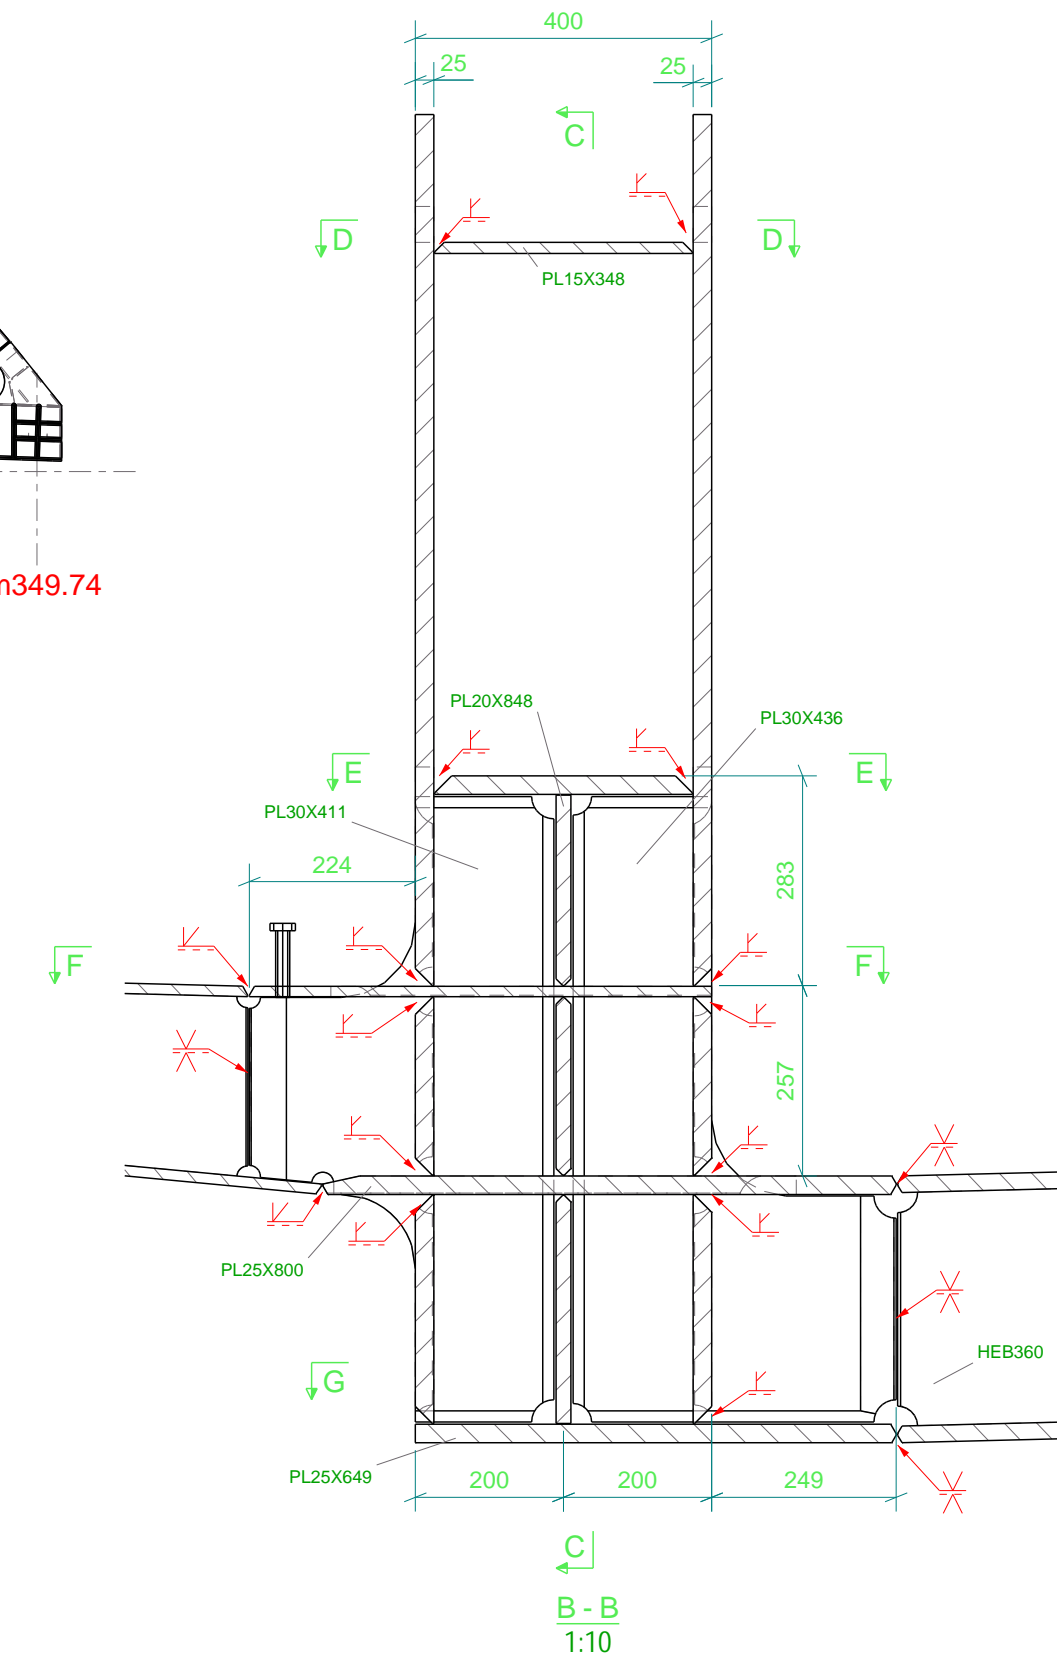 400
25
25
C
D
D
PL15X348
m349.74
PL20X848
PL30X436
E
E
PL30X411
224
283
F
F
257
PL25X800
HEB360
G
PL25X649
200
200
249
C
B - B
1:10